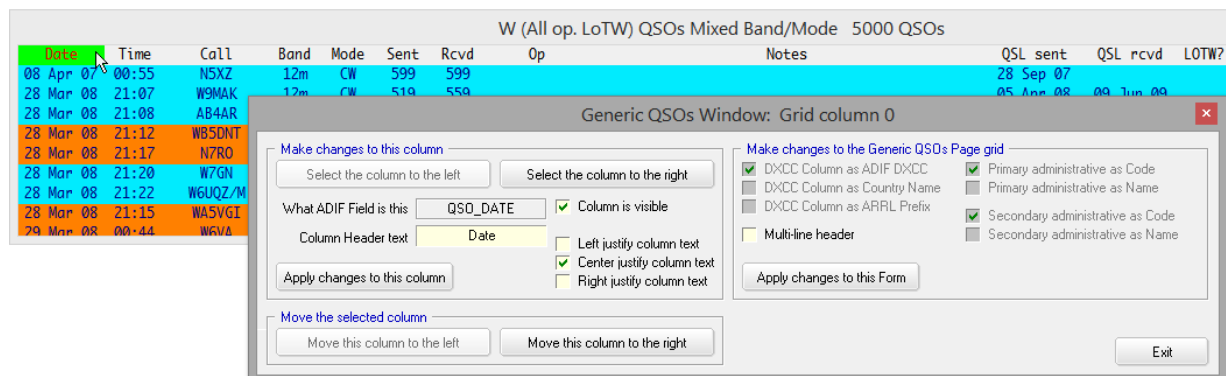 W (All op. LoTW) QSOs Mixed Band/Mode 5000 QSOs
Date Time Call Band Mode Sent Rcvd Op Notes QSL sent QSL rcvd LOTW?
08 Apr 07 00:55 N5XZ 12m CW 599 599 28 Sep 07
28 Mar 08 21:07 W9MAK 12m CW 519 559 05 Apr 08 09 Jun 09
28 Mar 08 21:08 AB4AR
28 Mar 08 21:12 WB5DNT
28 Mar 08 21:17 N7RO
28 Mar 08 21:20 W7GN
28 Mar 08 21:22 W6UQZ/M
28 Mar 08 21:15 WA5VGI
29 Mar 08 00:44 W6VA
Generic QSOs Window: Grid column 0
Make changes to this column
Select the column to the left Select the column to the right
What ADIF Field is this QSO_DATE Column is visible
Column Header text Date
Left justify column text
Center justify column text
Right justify column text
Apply changes to this column
Move the selected column
Move this column to the left Move this column to the right
Make changes to the Generic QSOs Page grid
DXCC Column as ADIF DXCC Primary administrative as Code
DXCC Column as Country Name Primary administrative as Name
DXCC Column as ARRL Prefix
Secondary administrative as Code
Multi-line header Secondary administrative as Name
Apply changes to this Form
Exit